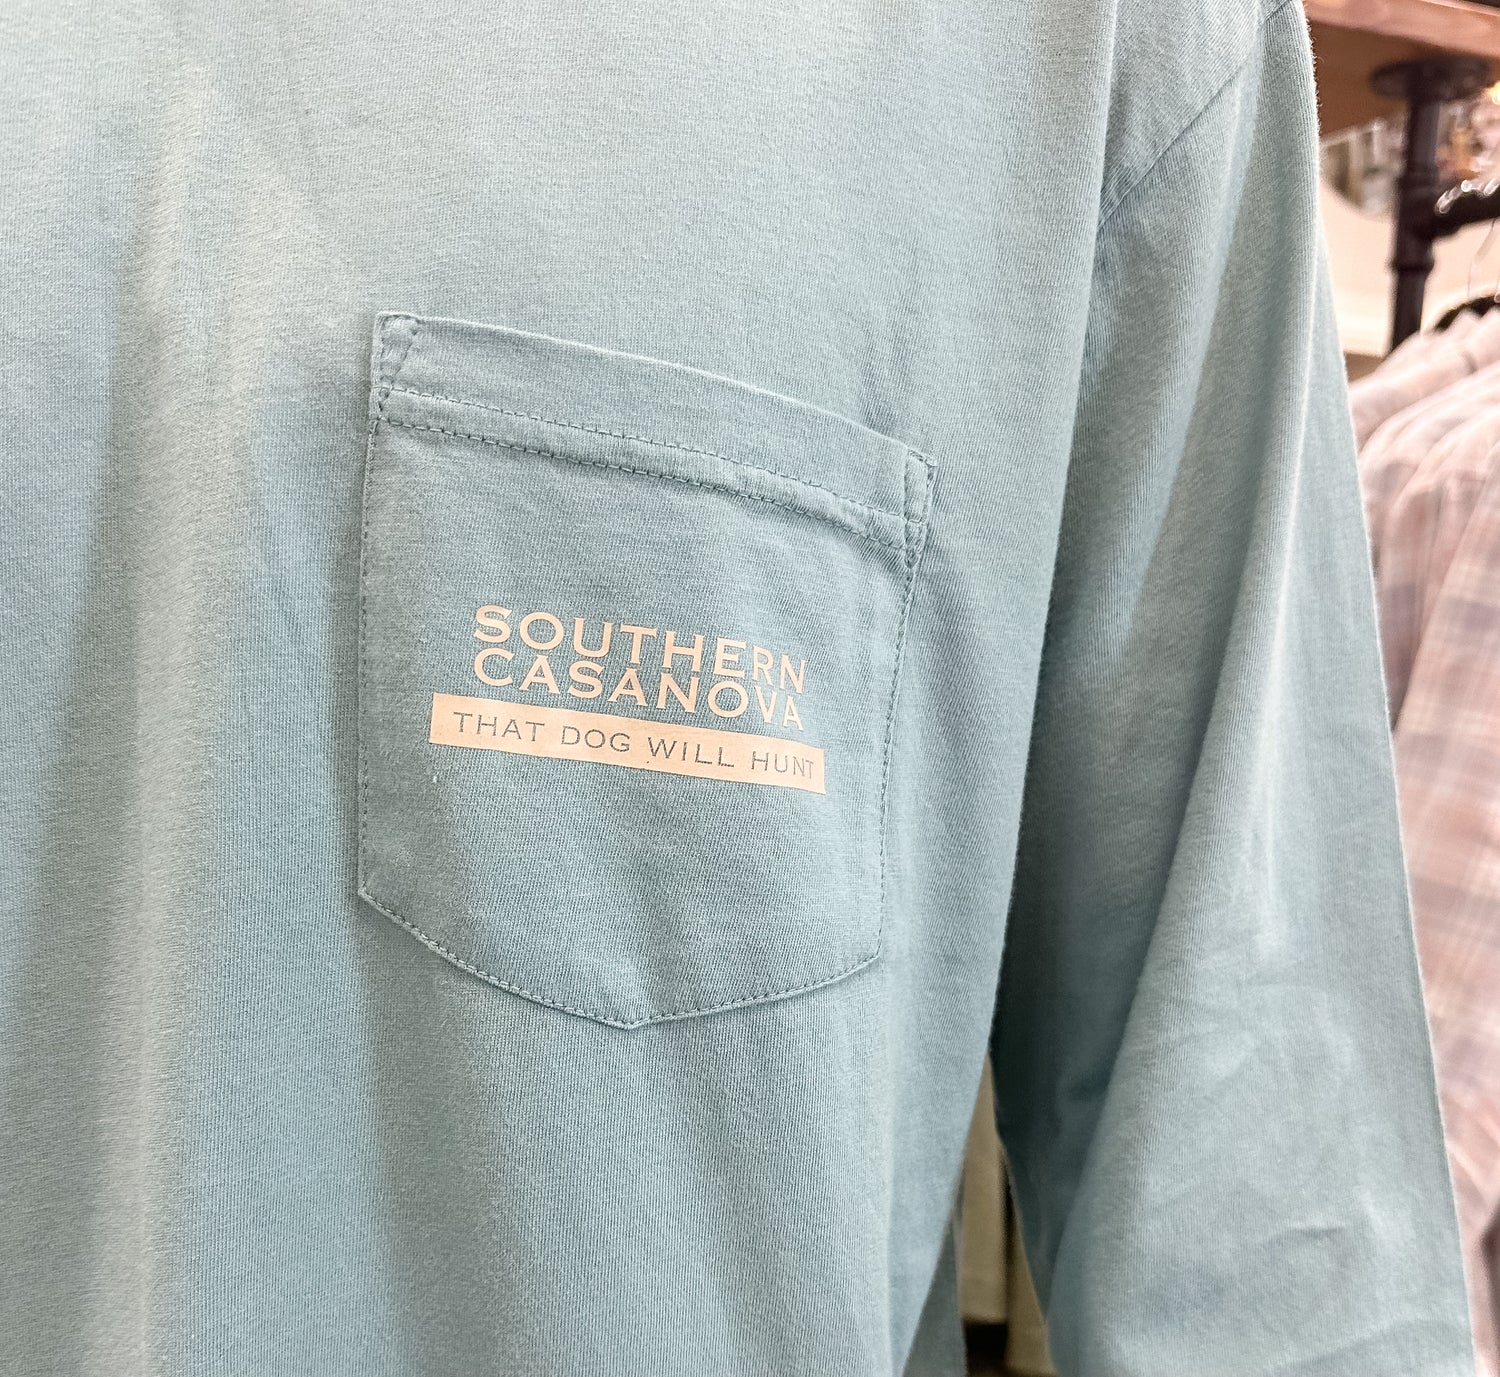 SOUTHERN
CASANOVA
THAT DOG WILL HUNT